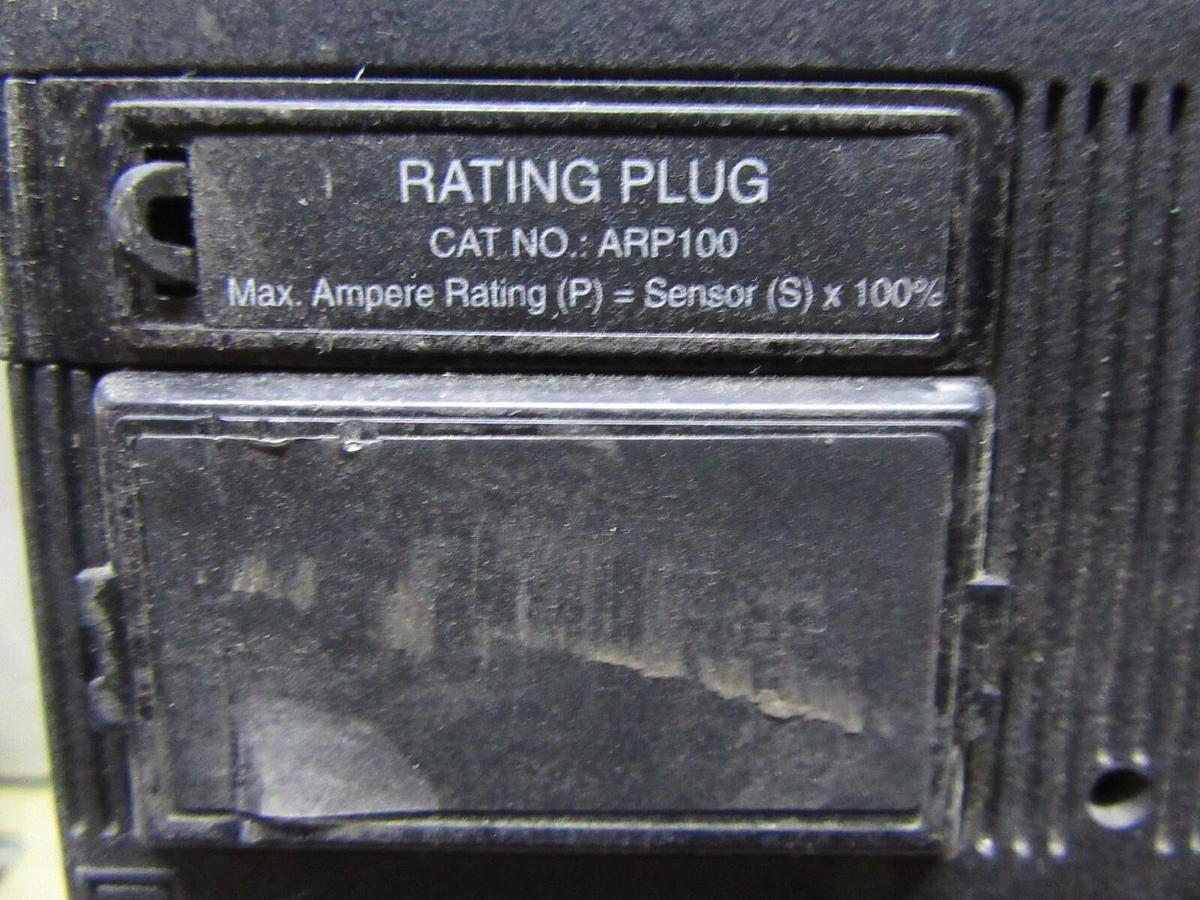 RATING PLUG
CAT NO.: ARP100
Max. Ampere Rating (P) = Sensor (S) x 100%